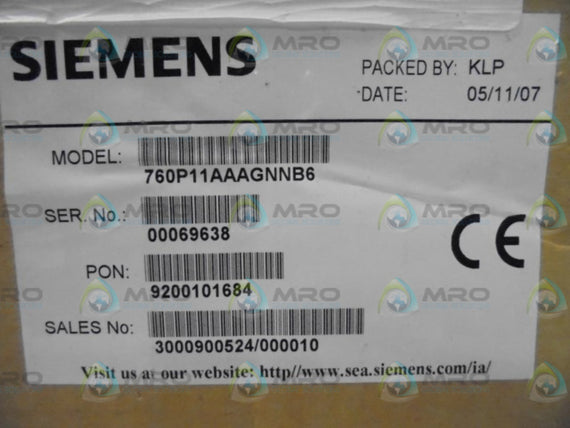 SIEMENS
PACKED BY: KLP
DATE: 05/11/07
MODEL:
760P11AAAGNNB6
SER. No.:
00069638
PON:
9200101684
SALES No:
3000900524/000010
CE
Visit us at our website: http//www.sea.siemens.com/ia/
MRO